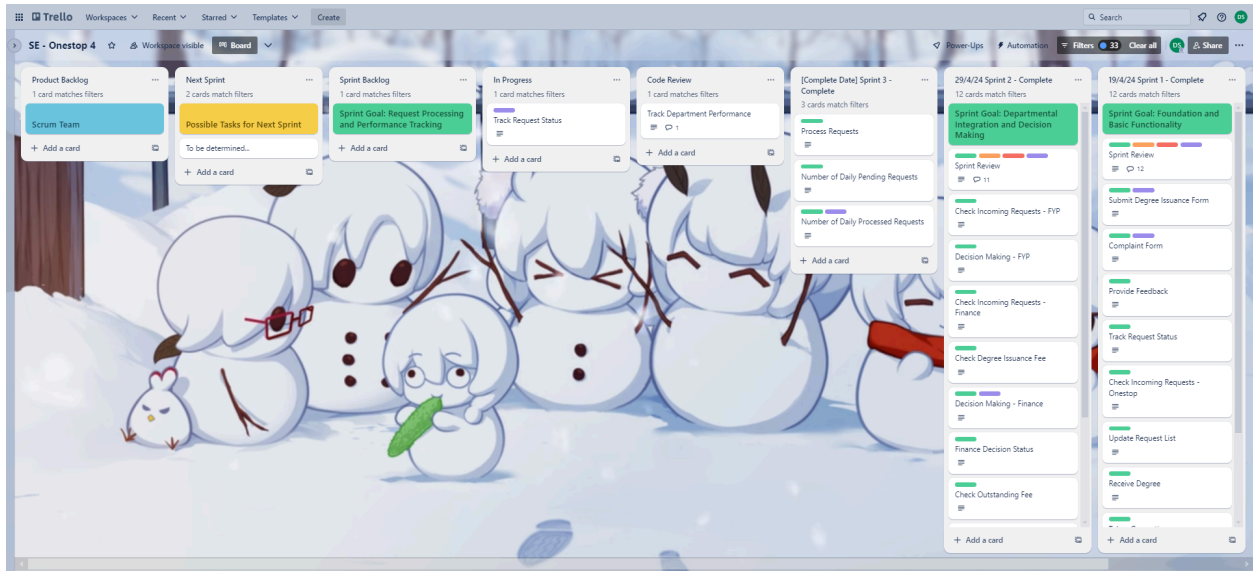 Trello
Workspaces
Recent
Starred
Templates
Create
Search
DS
SE - Onestop 4
Workspace visible
Board
Power-Ups
Automation
Filters
33
Clear all
DS
Share
Product Backlog
1 card matches filters
Scrum Team
+ Add a card
Next Sprint
2 cards match filters
Possible Tasks for Next Sprint
To be determined...
+ Add a card
Sprint Backlog
1 card matches filters
Sprint Goal: Request Processing
and Performance Tracking
+ Add a card
In Progress
1 card matches filters
Track Request Status
+ Add a card
Code Review
1 card matches filters
Track Department Performance
1
+ Add a card
[Complete Date] Sprint 3 -
Complete
3 cards match filters
Process Requests
Number of Daily Pending Requests
Number of Daily Processed Requests
+ Add a card
29/4/24 Sprint 2 - Complete
12 cards match filters
Sprint Goal: Departmental
Integration and Decision
Making
Sprint Review
11
Check Incoming Requests - FYP
Decision Making - FYP
Check Incoming Requests -
Finance
Check Degree Issuance Fee
Decision Making - Finance
Finance Decision Status
Check Outstanding Fee
+ Add a card
19/4/24 Sprint 1 - Complete
12 cards match filters
Sprint Goal: Foundation and
Basic Functionality
Sprint Review
12
Submit Degree Issuance Form
Complaint Form
Provide Feedback
Track Request Status
Check Incoming Requests -
Onestop
Update Request List
Receive Degree
+ Add a card